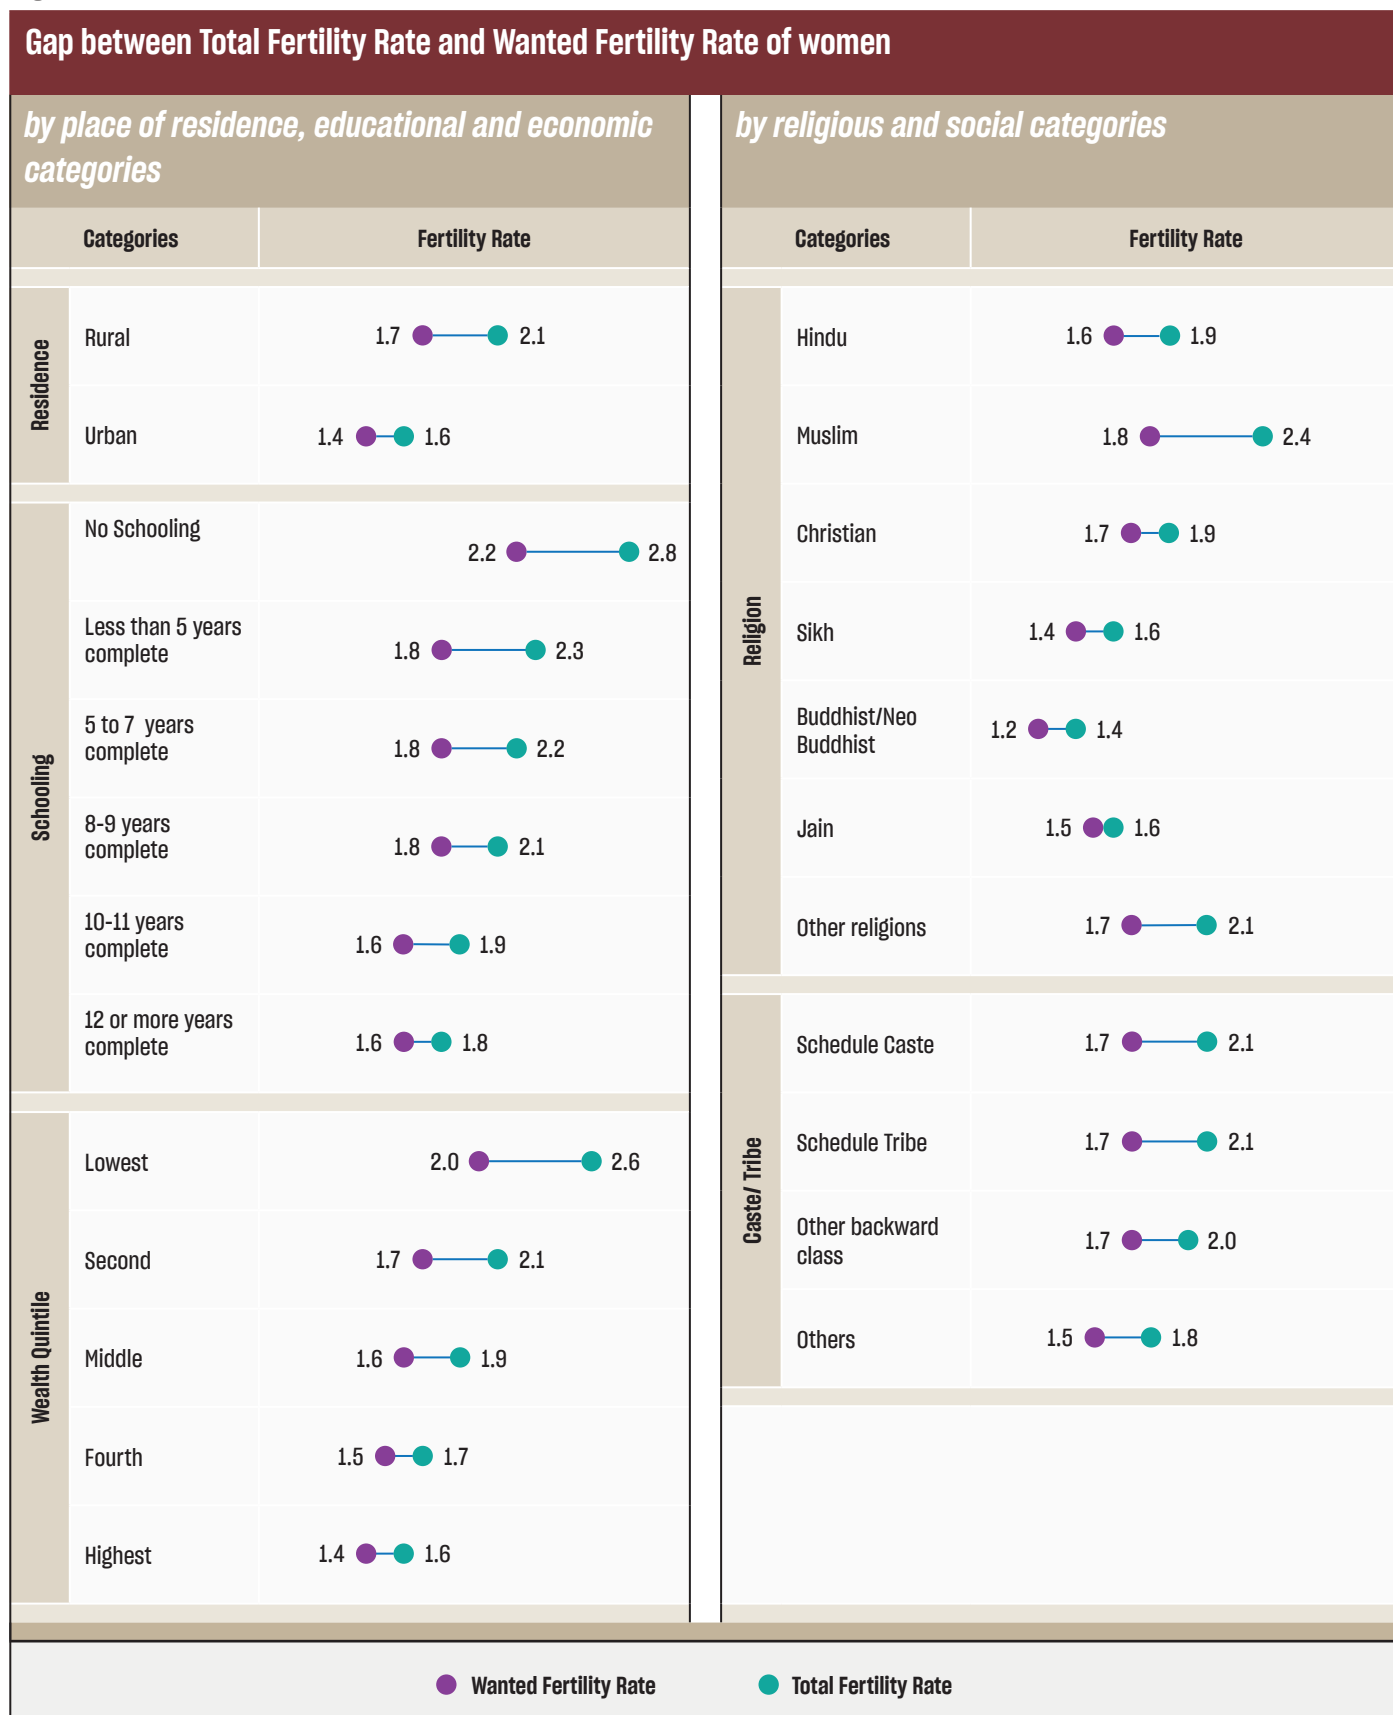 Gap between Total Fertility Rate and Wanted Fertility Rate of women
by place of residence, educational and economic
categories
Categories
Fertility Rate
Residence
Rural
1.7
2.1
Urban
1.4
1.6
Schooling
No Schooling
2.2
2.8
Less than 5 years
complete
1.8
2.3
5 to 7 years
complete
1.8
2.2
8-9 years
complete
1.8
2.1
10-11 years
complete
1.6
1.9
12 or more years
complete
1.6
1.8
Wealth Quintile
Lowest
2.0
2.6
Second
1.7
2.1
Middle
1.6
1.9
Fourth
1.5
1.7
Highest
1.4
1.6
by religious and social categories
Categories
Fertility Rate
Religion
Hindu
1.6
1.9
Muslim
1.8
2.4
Christian
1.7
1.9
Sikh
1.4
1.6
Buddhist/Neo
Buddhist
1.2
1.4
Jain
1.5
1.6
Other religions
1.7
2.1
Caste/ Tribe
Schedule Caste
1.7
2.1
Schedule Tribe
1.7
2.1
Other backward
class
1.7
2.0
Others
1.5
1.8
Wanted Fertility Rate
Total Fertility Rate